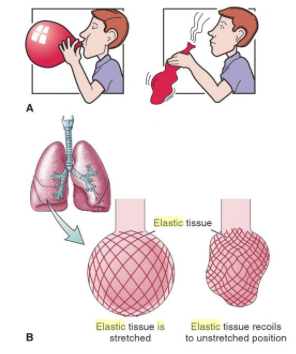 A
Elastic tissue
Elastic tissue is
stretched
Elastic tissue recoils
to unstretched position
B